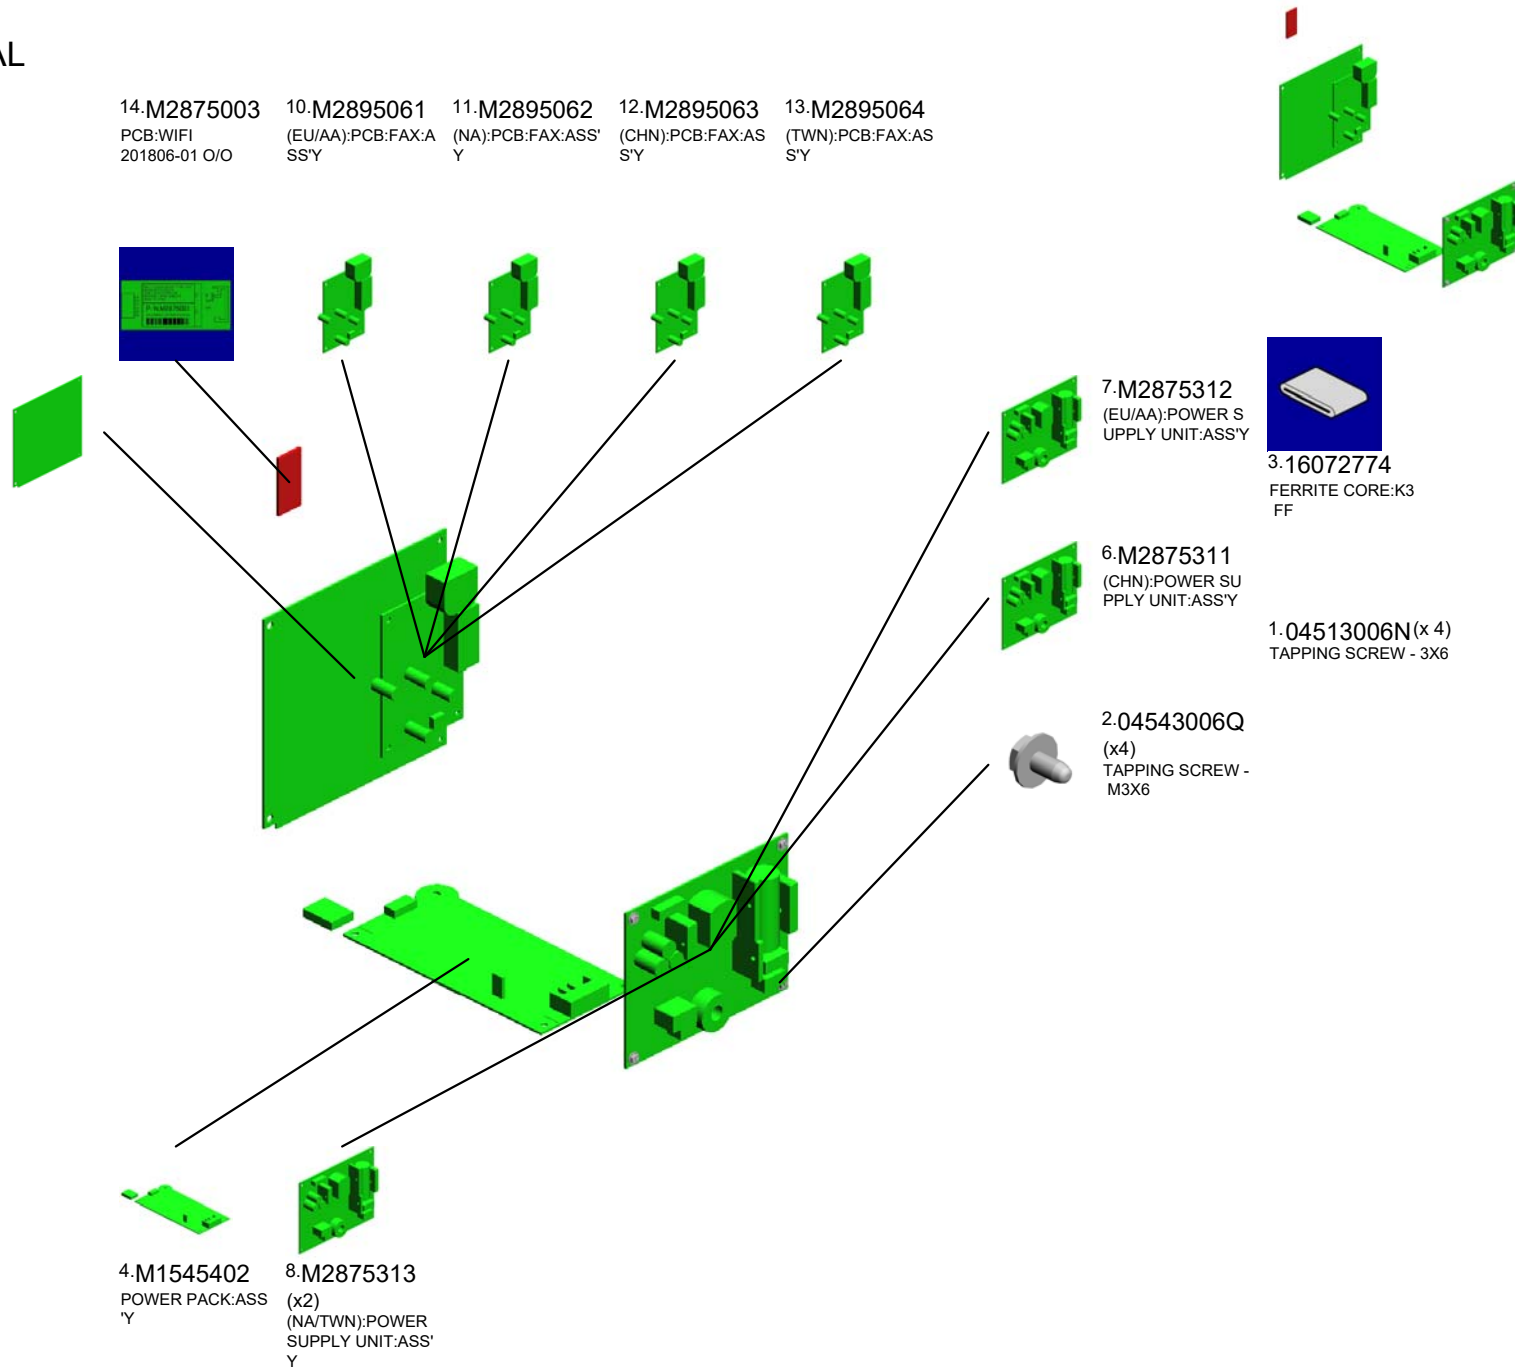 AL
14.M2875003
PCB:WIFI
201806-01 O/O
10.M2895061
(EU/AA):PCB:FAX:A
SS'Y
11.M2895062
(NA):PCB:FAX:ASS'
Y
12.M2895063
(CHN):PCB:FAX:AS
S'Y
13.M2895064
(TWN):PCB:FAX:AS
S'Y
7.M2875312
(EU/AA):POWER S
UPPLY UNIT:ASS'Y
3.16072774
FERRITE CORE:K3
FF
6.M2875311
(CHN):POWER SU
PPLY UNIT:ASS'Y
1.04513006N(x 4)
TAPPING SCREW - 3X6
2.04543006Q
(x4)
TAPPING SCREW -
M3X6
4.M1545402
POWER PACK:ASS
'Y
8.M2875313
(x2)
(NA/TWN):POWER
SUPPLY UNIT:ASS'
Y